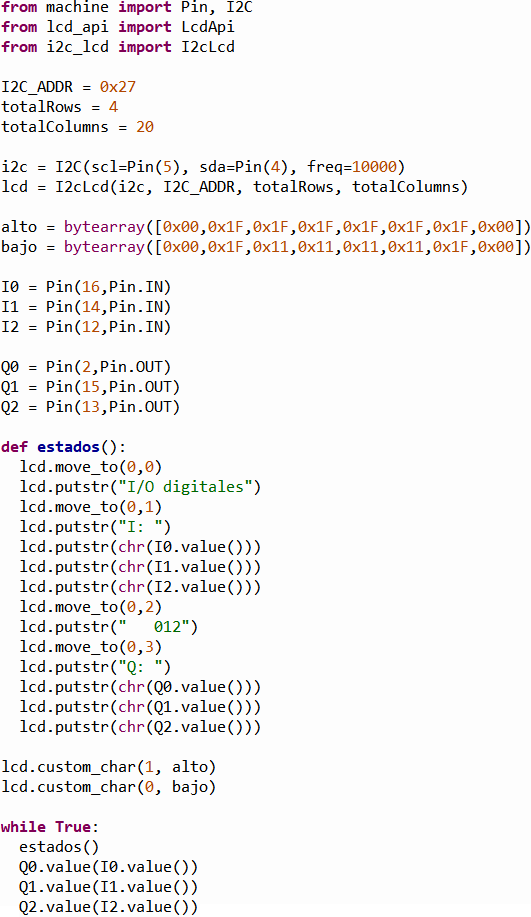 from machine import Pin, I2C
from lcd_api import LcdApi
from i2c_lcd import I2cLcd

I2C_ADDR = 0x27
totalRows = 4
totalColumns = 20

i2c = I2C(scl=Pin(5), sda=Pin(4), freq=10000)
lcd = I2cLcd(i2c, I2C_ADDR, totalRows, totalColumns)

alto = bytearray([0x00,0x1F,0x1F,0x1F,0x1F,0x1F,0x1F,0x00])
bajo = bytearray([0x00,0x1F,0x11,0x11,0x11,0x11,0x1F,0x00])

I0 = Pin(16,Pin.IN)
I1 = Pin(14,Pin.IN)
I2 = Pin(12,Pin.IN)

Q0 = Pin(2,Pin.OUT)
Q1 = Pin(15,Pin.OUT)
Q2 = Pin(13,Pin.OUT)

def estados():
  lcd.move_to(0,0)
  lcd.putstr("I/O digitales")
  lcd.move_to(0,1)
  lcd.putstr("I: ")
  lcd.putstr(chr(I0.value()))
  lcd.putstr(chr(I1.value()))
  lcd.putstr(chr(I2.value()))
  lcd.move_to(0,2)
  lcd.putstr("   012")
  lcd.move_to(0,3)
  lcd.putstr("Q: ")
  lcd.putstr(chr(Q0.value()))
  lcd.putstr(chr(Q1.value()))
  lcd.putstr(chr(Q2.value()))

lcd.custom_char(1, alto)
lcd.custom_char(0, bajo)

while True:
  estados()
  Q0.value(I0.value())
  Q1.value(I1.value())
  Q2.value(I2.value())